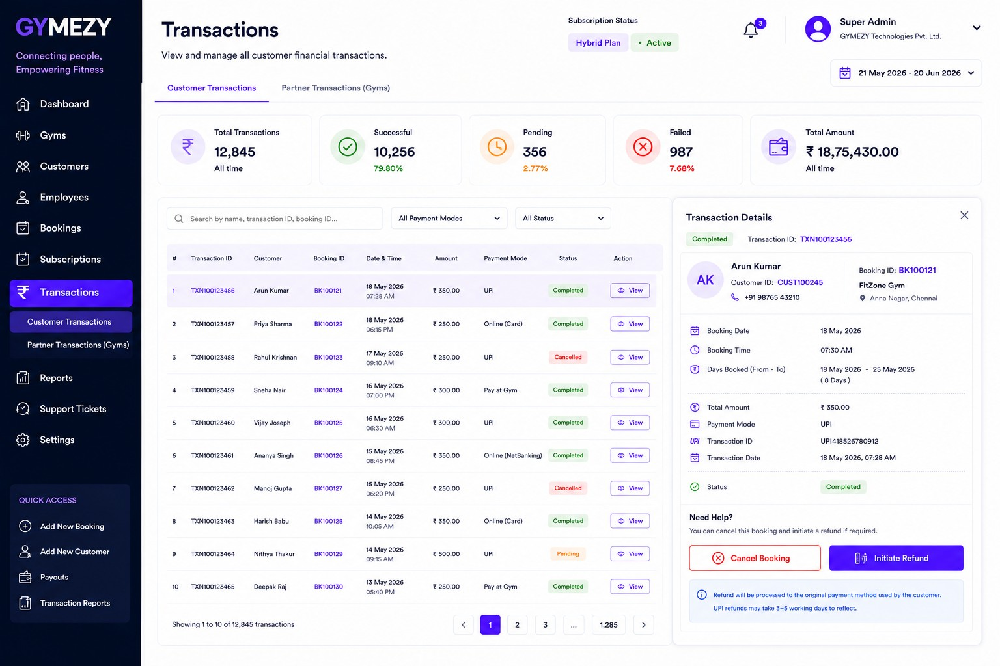 GYMEZY
Connecting people,
Empowering Fitness
Dashboard
Gyms
Customers
Employees
Bookings
Subscriptions
Transactions
Customer Transactions
Partner Transactions (Gyms)
Reports
Support Tickets
Settings
QUICK ACCESS
Add New Booking
Add New Customer
Payouts
Transaction Reports
Transactions
View and manage all customer financial transactions.
Subscription Status
Hybrid Plan • Active
3
Super Admin
GYMEZY Technologies Pvt. Ltd.
21 May 2026 - 20 Jun 2026
Customer Transactions Partner Transactions (Gyms)
Total Transactions
12,845
All time
Successful
10,256
79.80%
Pending
356
2.77%
Failed
987
7.68%
Total Amount
₹ 18,75,430.00
All time
Search by name, transaction ID, booking ID...
All Payment Modes
All Status
# Transaction ID Customer Booking ID Date & Time Amount Payment Mode Status Action
1 TXN100123456 Arun Kumar BK100121 18 May 2026 07:28 AM ₹ 350.00 UPI Completed View
2 TXN100123457 Priya Sharma BK100122 18 May 2026 06:15 PM ₹ 250.00 Online (Card) Completed View
3 TXN100123458 Rahul Krishnan BK100123 17 May 2026 09:10 AM ₹ 250.00 UPI Cancelled View
4 TXN100123459 Sneha Nair BK100124 16 May 2026 07:00 PM ₹ 300.00 Pay at Gym Completed View
5 TXN100123460 Vijay Joseph BK100125 16 May 2026 06:30 AM ₹ 300.00 UPI Completed View
6 TXN100123461 Ananya Singh BK100126 15 May 2026 08:45 PM ₹ 350.00 Online (NetBanking) Completed View
7 TXN100123462 Manoj Gupta BK100127 15 May 2026 06:20 PM ₹ 250.00 UPI Cancelled View
8 TXN100123463 Harish Babu BK100128 14 May 2026 10:05 AM ₹ 350.00 Online (Card) Completed View
9 TXN100123464 Nithya Thakur BK100129 14 May 2026 09:15 AM ₹ 500.00 UPI Pending View
10 TXN100123465 Deepak Raj BK100130 13 May 2026 05:40 PM ₹ 250.00 Pay at Gym Completed View
Showing 1 to 10 of 12,845 transactions
1 2 3 ... 1,285
Transaction Details
Completed Transaction ID: TXN100123456
AK
Arun Kumar
Customer ID: CUST100245
+91 98765 43210
Booking ID: BK100121
FitZone Gym
Anna Nagar, Chennai
Booking Date 18 May 2026
Booking Time 07:30 AM
Days Booked (From - To) 18 May 2026 - 25 May 2026
( 8 Days )
Total Amount ₹ 350.00
Payment Mode UPI
UPI Transaction ID UPI418526780912
Transaction Date 18 May 2026, 07:28 AM
Status Completed
Need Help?
You can cancel this booking and initiate a refund if required.
Cancel Booking
Initiate Refund
Refund will be processed to the original payment method used by the customer.
UPI refunds may take 3–5 working days to reflect.